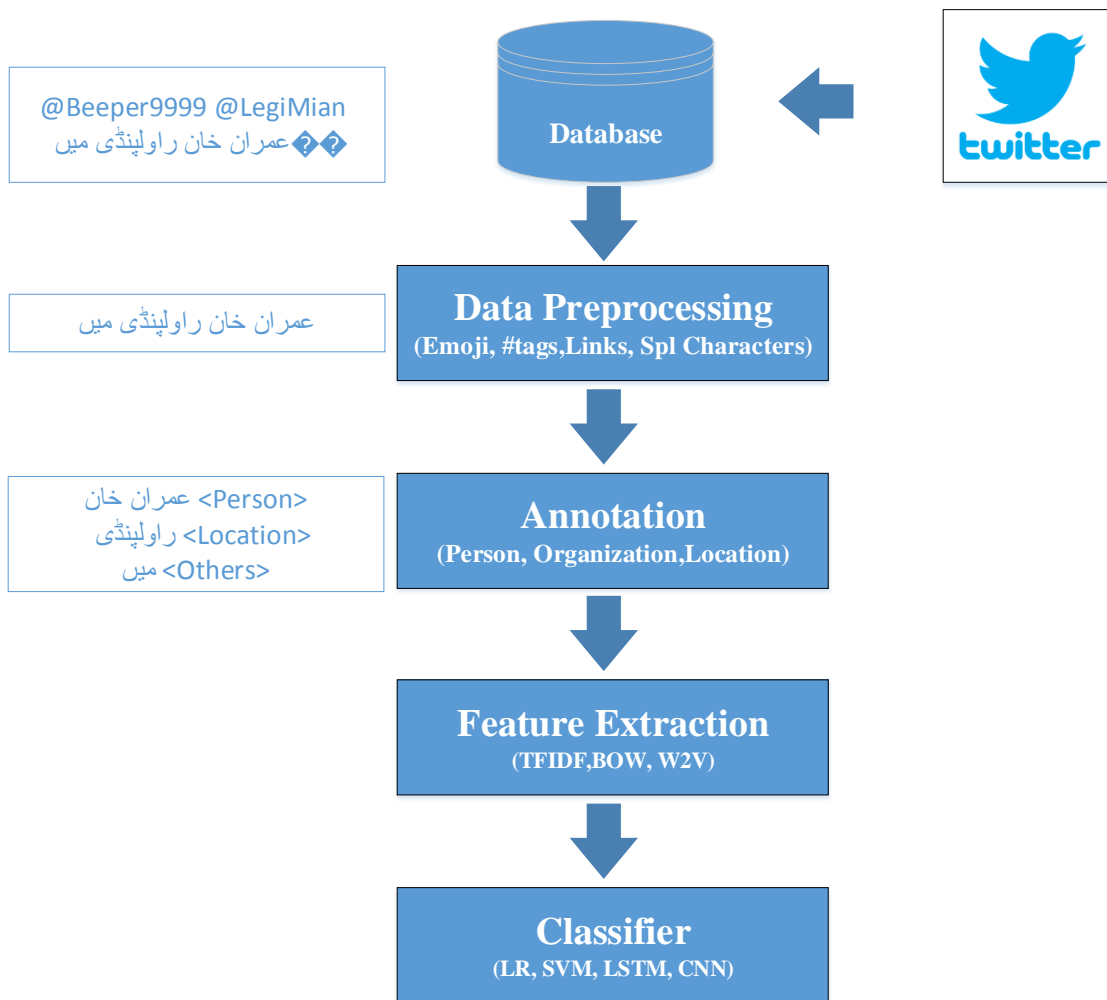 twitter
Database
@Beeper9999 @LegiMian
��عمران خان راولپنڈی میں
Data Preprocessing
(Emoji, #tags,Links, Spl Characters)
عمران خان راولپنڈی میں
Annotation
(Person, Organization,Location)
<Person> عمران خان
<Location> راولپنڈی
<Others> میں
Feature Extraction
(TFIDF,BOW, W2V)
Classifier
(LR, SVM, LSTM, CNN)